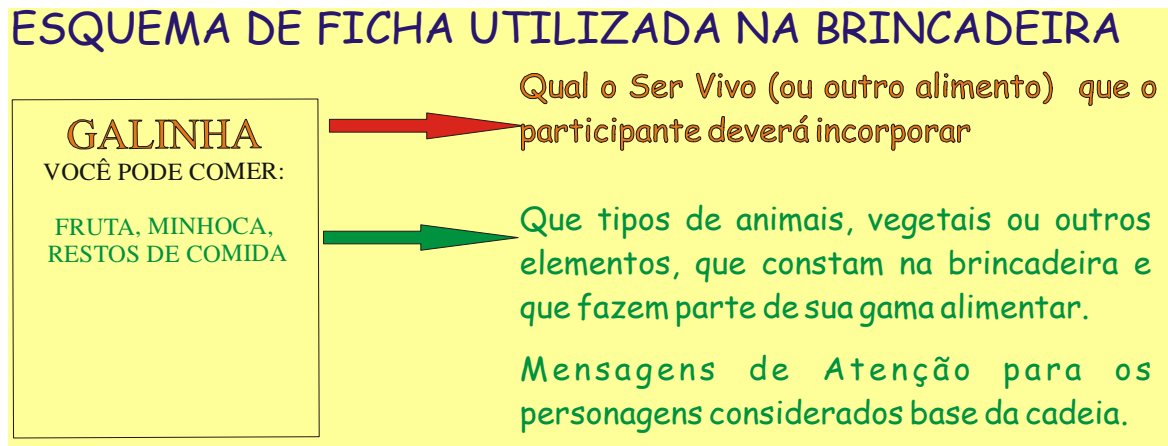 ESQUEMA DE FICHA UTILIZADA NA BRINCADEIRA
GALINHA
VOCÊ PODE COMER:
FRUTA, MINHOCA,
RESTOS DE COMIDA
Qual o Ser Vivo (ou outro alimento) que o
participante deverá incorporar
Que tipos de animais, vegetais ou outros
elementos, que constam na brincadeira e
que fazem parte de sua gama alimentar.
Mensagens de Atenção para os
personagens considerados base da cadeia.